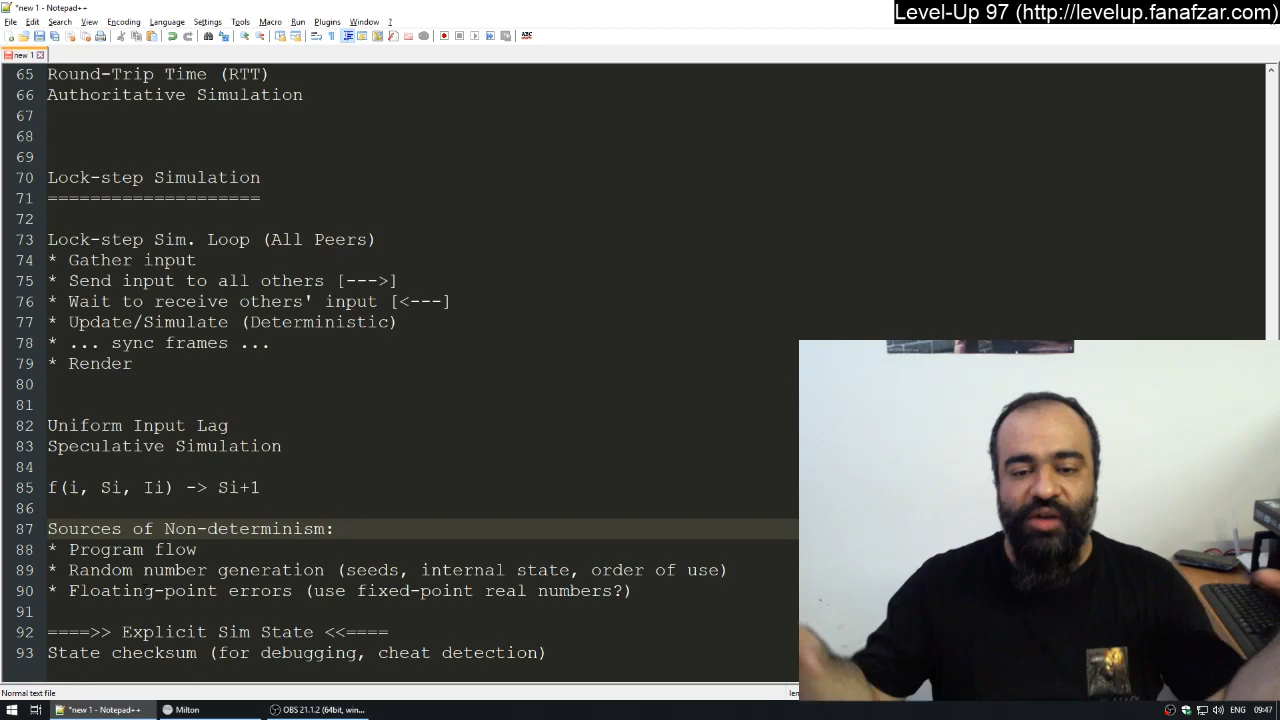 *new 1 - Notepad++
Level-Up 97 (http://levelup.fanafzar.com)
File Edit Search View Encoding Language Settings Tools Macro Run Plugins Window ?
new 1
65 Round-Trip Time (RTT)
66 Authoritative Simulation
67
68
69
70 Lock-step Simulation
71 ====================
72
73 Lock-step Sim. Loop (All Peers)
74 * Gather input
75 * Send input to all others [--->]
76 * Wait to receive others' input [<---]
77 * Update/Simulate (Deterministic)
78 * ... sync frames ...
79 * Render
80
81
82 Uniform Input Lag
83 Speculative Simulation
84
85 f(i, Si, Ii) -> Si+1
86
87 Sources of Non-determinism:
88 * Program flow
89 * Random number generation (seeds, internal state, order of use)
90 * Floating-point errors (use fixed-point real numbers?)
91
92 ====>> Explicit Sim State <<====
93 State checksum (for debugging, cheat detection)
Normal text file
len
*new 1 - Notepad++ Milton OBS 21.1.2 (64bit, win... ENG 09:47